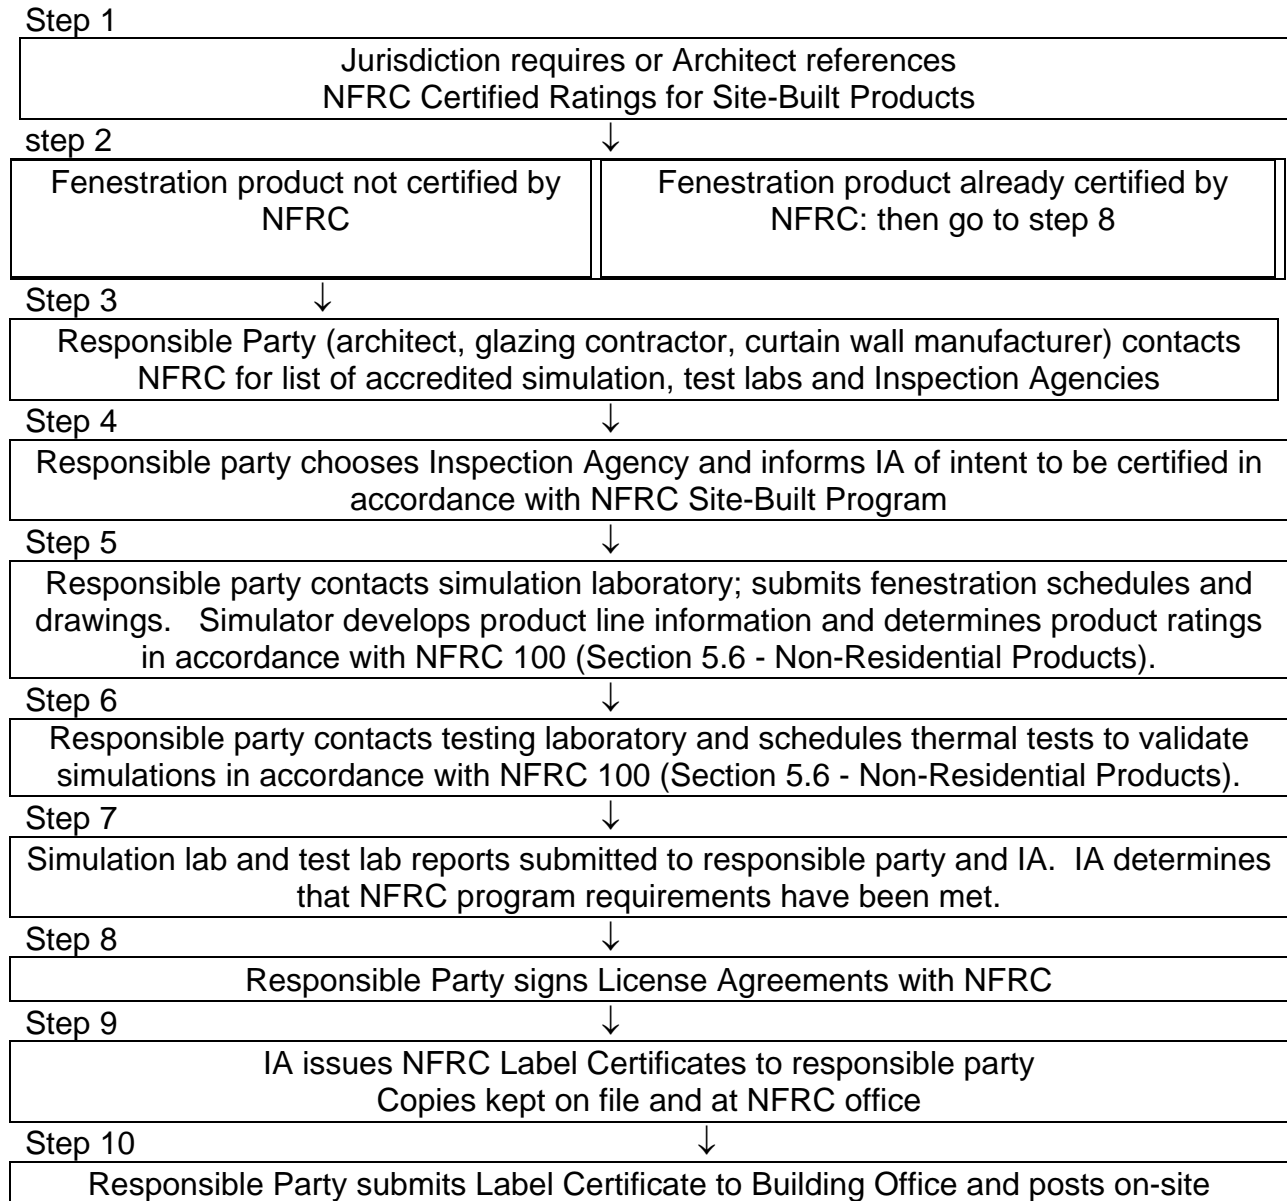 Step 1
Jurisdiction requires or Architect references
NFRC Certified Ratings for Site-Built Products
↓
step 2
Fenestration product not certified by
NFRC
Fenestration product already certified by
NFRC: then go to step 8
Step 3 ↓
Responsible Party (architect, glazing contractor, curtain wall manufacturer) contacts
NFRC for list of accredited simulation, test labs and Inspection Agencies
Step 4 ↓
Responsible party chooses Inspection Agency and informs IA of intent to be certified in
accordance with NFRC Site-Built Program
Step 5 ↓
Responsible party contacts simulation laboratory; submits fenestration schedules and
drawings. Simulator develops product line information and determines product ratings
in accordance with NFRC 100 (Section 5.6 - Non-Residential Products).
Step 6 ↓
Responsible party contacts testing laboratory and schedules thermal tests to validate
simulations in accordance with NFRC 100 (Section 5.6 - Non-Residential Products).
Step 7 ↓
Simulation lab and test lab reports submitted to responsible party and IA. IA determines
that NFRC program requirements have been met.
Step 8 ↓
Responsible Party signs License Agreements with NFRC
Step 9 ↓
IA issues NFRC Label Certificates to responsible party
Copies kept on file and at NFRC office
Step 10 ↓
Responsible Party submits Label Certificate to Building Office and posts on-site